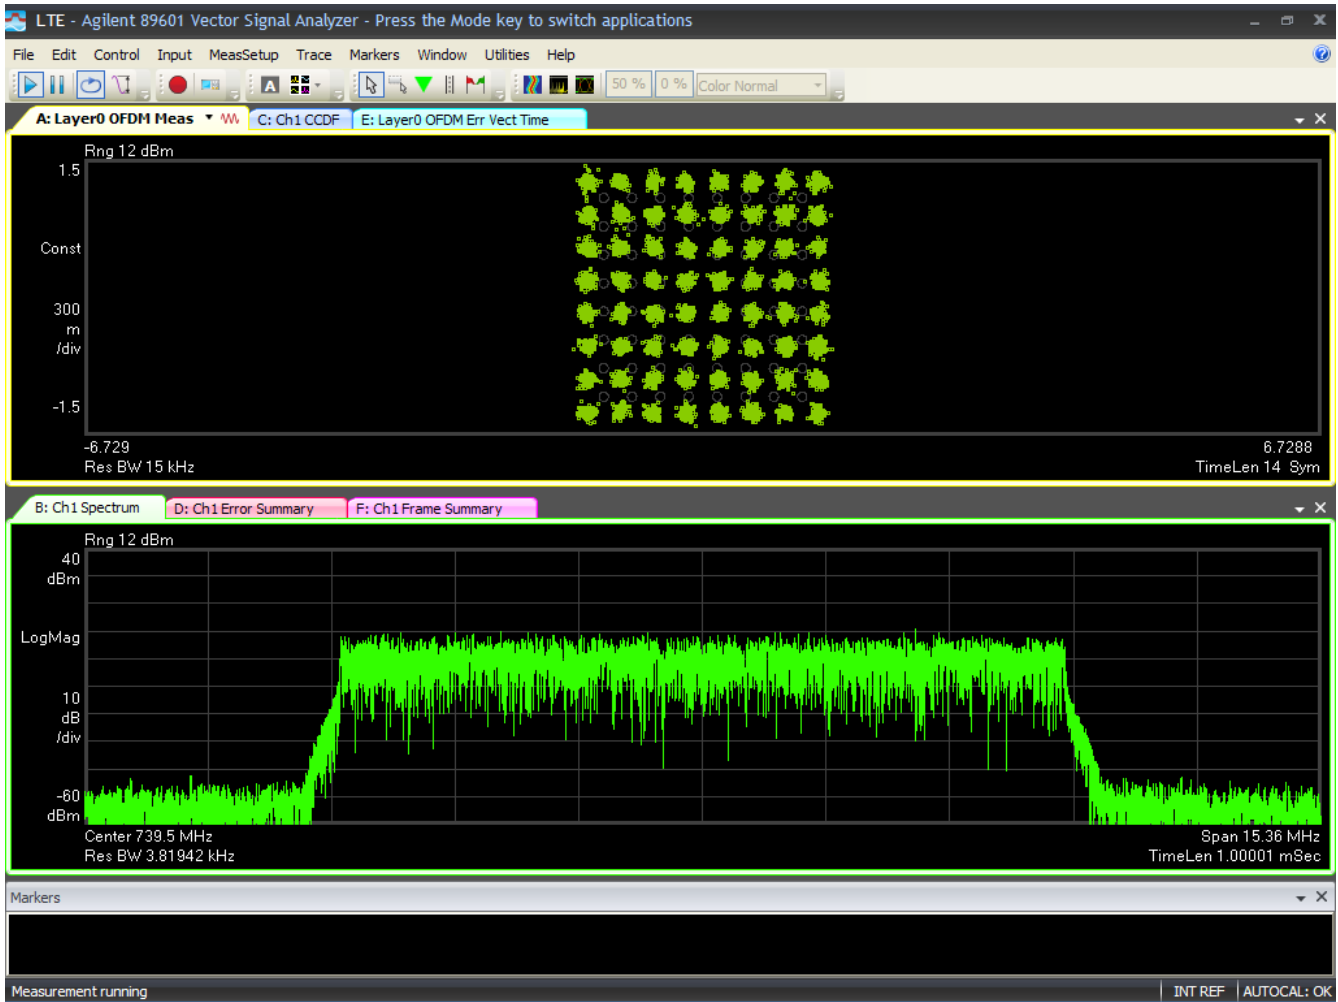 LTE - Agilent 89601 Vector Signal Analyzer - Press the Mode key to switch applications
File Edit Control Input MeasSetup Trace Markers Window Utilities Help
A 50 % 0 % Color Normal
A: Layer0 OFDM Meas C: Ch1 CCDF E: Layer0 OFDM Err Vect Time
Rng 12 dBm
1.5
Const
300
m
/div
-1.5
-6.729 6.7288
Res BW 15 kHz TimeLen 14 Sym
B: Ch1 Spectrum D: Ch1 Error Summary F: Ch1 Frame Summary
Rng 12 dBm
40
dBm
LogMag
10
dB
/div
-60
dBm
Center 739.5 MHz Span 15.36 MHz
Res BW 3.81942 kHz TimeLen 1.00001 mSec
Markers
Measurement running INT REF AUTOCAL: OK